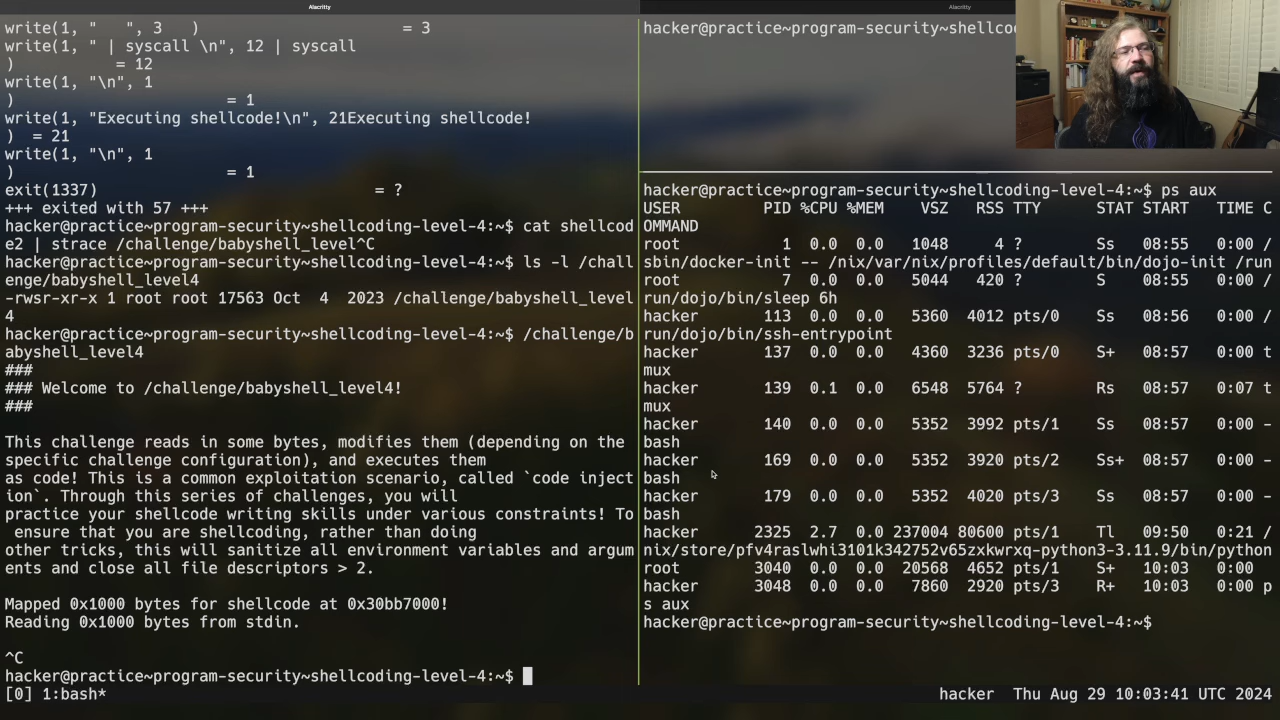 Alacritty
Alacritty
write(1, "   ", 3   )                      = 3
write(1, " | syscall \n", 12 | syscall
)            = 12
write(1, "\n", 1
)                        = 1
write(1, "Executing shellcode!\n", 21Executing shellcode!
)  = 21
write(1, "\n", 1
)                        = 1
exit(1337)                              = ?
+++ exited with 57 +++
hacker@practice~program-security~shellcoding-level-4:~$ cat shellcod
e2 | strace /challenge/babyshell_level^C
hacker@practice~program-security~shellcoding-level-4:~$ ls -l /chall
enge/babyshell_level4
-rwsr-xr-x 1 root root 17563 Oct  4  2023 /challenge/babyshell_level
4
hacker@practice~program-security~shellcoding-level-4:~$ /challenge/b
abyshell_level4
###
### Welcome to /challenge/babyshell_level4!
###
This challenge reads in some bytes, modifies them (depending on the
specific challenge configuration), and executes them
as code! This is a common exploitation scenario, called `code inject
ion`. Through this series of challenges, you will
practice your shellcode writing skills under various constraints! To
 ensure that you are shellcoding, rather than doing
other tricks, this will sanitize all environment variables and argum
ents and close all file descriptors > 2.
Mapped 0x1000 bytes for shellcode at 0x30bb7000!
Reading 0x1000 bytes from stdin.
^C
hacker@practice~program-security~shellcoding-level-4:~$
hacker@practice~program-security~shellco
hacker@practice~program-security~shellcoding-level-4:~$ ps aux
USER         PID %CPU %MEM    VSZ   RSS TTY      STAT START   TIME C
OMMAND
root           1  0.0  0.0   1048     4 ?        Ss   08:55   0:00 /
sbin/docker-init -- /nix/var/nix/profiles/default/bin/dojo-init /run
root           7  0.0  0.0   5044   420 ?        S    08:55   0:00 /
run/dojo/bin/sleep 6h
hacker       113  0.0  0.0   5360  4012 pts/0    Ss   08:56   0:00 /
run/dojo/bin/ssh-entrypoint
hacker       137  0.0  0.0   4360  3236 pts/0    S+   08:57   0:00 t
mux
hacker       139  0.1  0.0   6548  5764 ?        Rs   08:57   0:07 t
mux
hacker       140  0.0  0.0   5352  3992 pts/1    Ss   08:57   0:00 -
bash
hacker       169  0.0  0.0   5352  3920 pts/2    Ss+  08:57   0:00 -
bash
hacker       179  0.0  0.0   5352  4020 pts/3    Ss   08:57   0:00 -
bash
hacker      2325  2.7  0.0 237004 80600 pts/1    Tl   09:50   0:21 /
nix/store/pfv4raslwhi3101k342752v65zxkwrxq-python3-3.11.9/bin/python
root        3040  0.0  0.0  20568  4652 pts/1    S+   10:03   0:00
hacker      3048  0.0  0.0   7860  2920 pts/3    R+   10:03   0:00 p
s aux
hacker@practice~program-security~shellcoding-level-4:~$
[0] 1:bash*
hacker  Thu Aug 29 10:03:41 UTC 2024